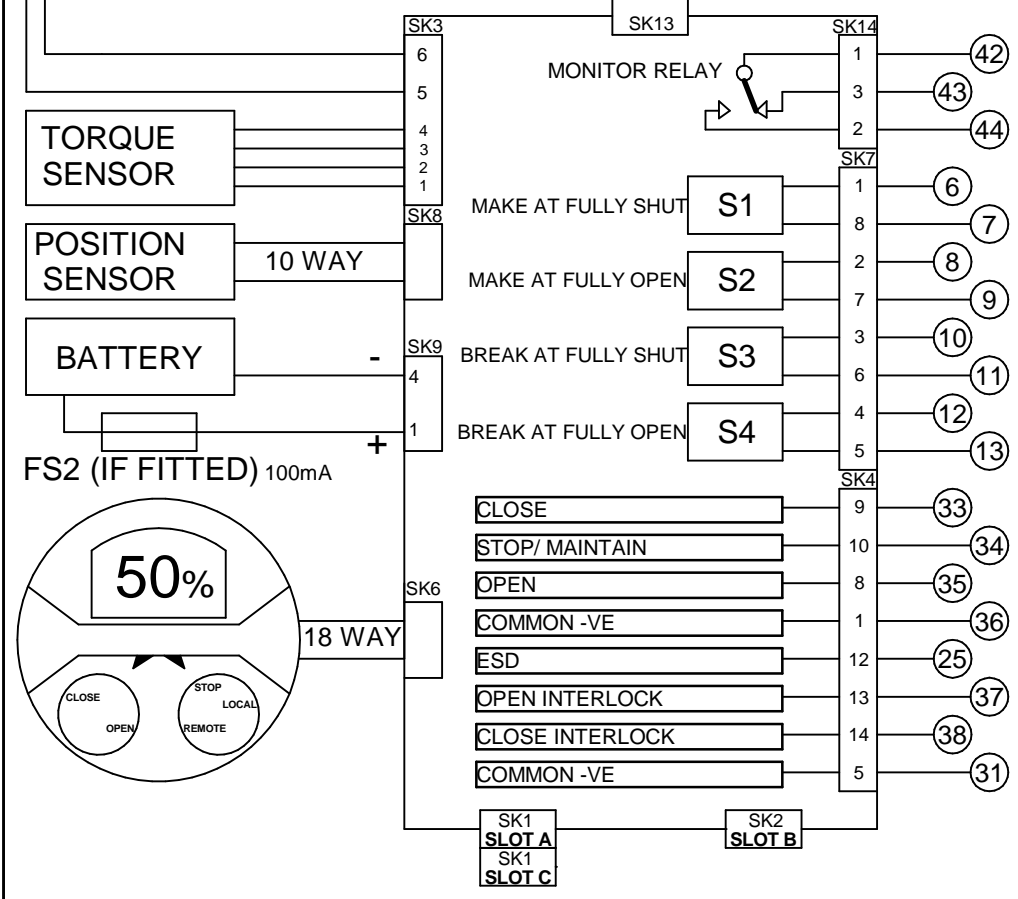 SK3
SK13
SK14
6
MONITOR RELAY
1
42
5
3
43
TORQUE
SENSOR
4
3
2
1
2
44
SK7
MAKE AT FULLY SHUT
S1
1
6
8
7
SK8
POSITION
SENSOR
10 WAY
MAKE AT FULLY OPEN
S2
2
8
7
9
SK9
BATTERY
-
4
BREAK AT FULLY SHUT
S3
3
10
6
11
1
+
BREAK AT FULLY OPEN
S4
4
12
5
13
FS2 (IF FITTED) 100mA
SK4
CLOSE
9
33
STOP/ MAINTAIN
10
34
50%
SK6
OPEN
8
35
18 WAY
COMMON -VE
1
36
ESD
12
25
CLOSE
OPEN
STOP
LOCAL
REMOTE
OPEN INTERLOCK
13
37
CLOSE INTERLOCK
14
38
COMMON -VE
5
31
SK1
SLOT A
SK1
SLOT C
SK2
SLOT B